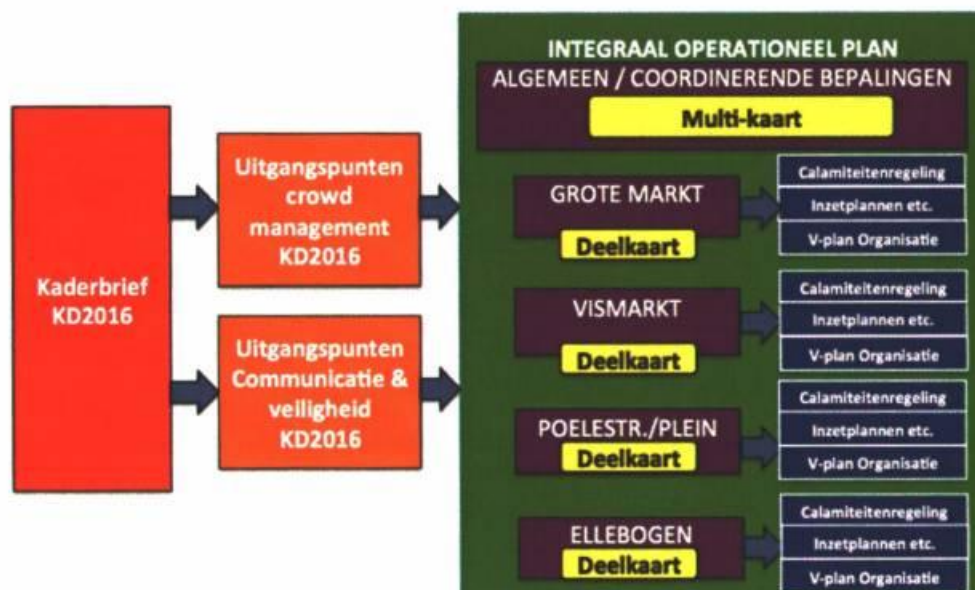 Kaderbrief
KD2016
Uitgangspunten
crowd
management
KD2016
Uitgangspunten
Communicatie &
veiligheid
KD2016
INTEGRAAL OPERATIONEEL PLAN
ALGEMEEN / COORDINERENDE BEPALINGEN
Multi-kaart
GROTE MARKT
Deelkaart
Calamiteitenregeling
Inzetplannen etc.
V-plan Organisatie
VISMARKT
Deelkaart
Calamiteitenregeling
Inzetplannen etc.
V-plan Organisatie
POELESTR./PLEIN
Deelkaart
Calamiteitenregeling
Inzetplannen etc.
V-plan Organisatie
ELLEBOGEN
Deelkaart
Calamiteitenregeling
Inzetplannen etc.
V-plan Organisatie